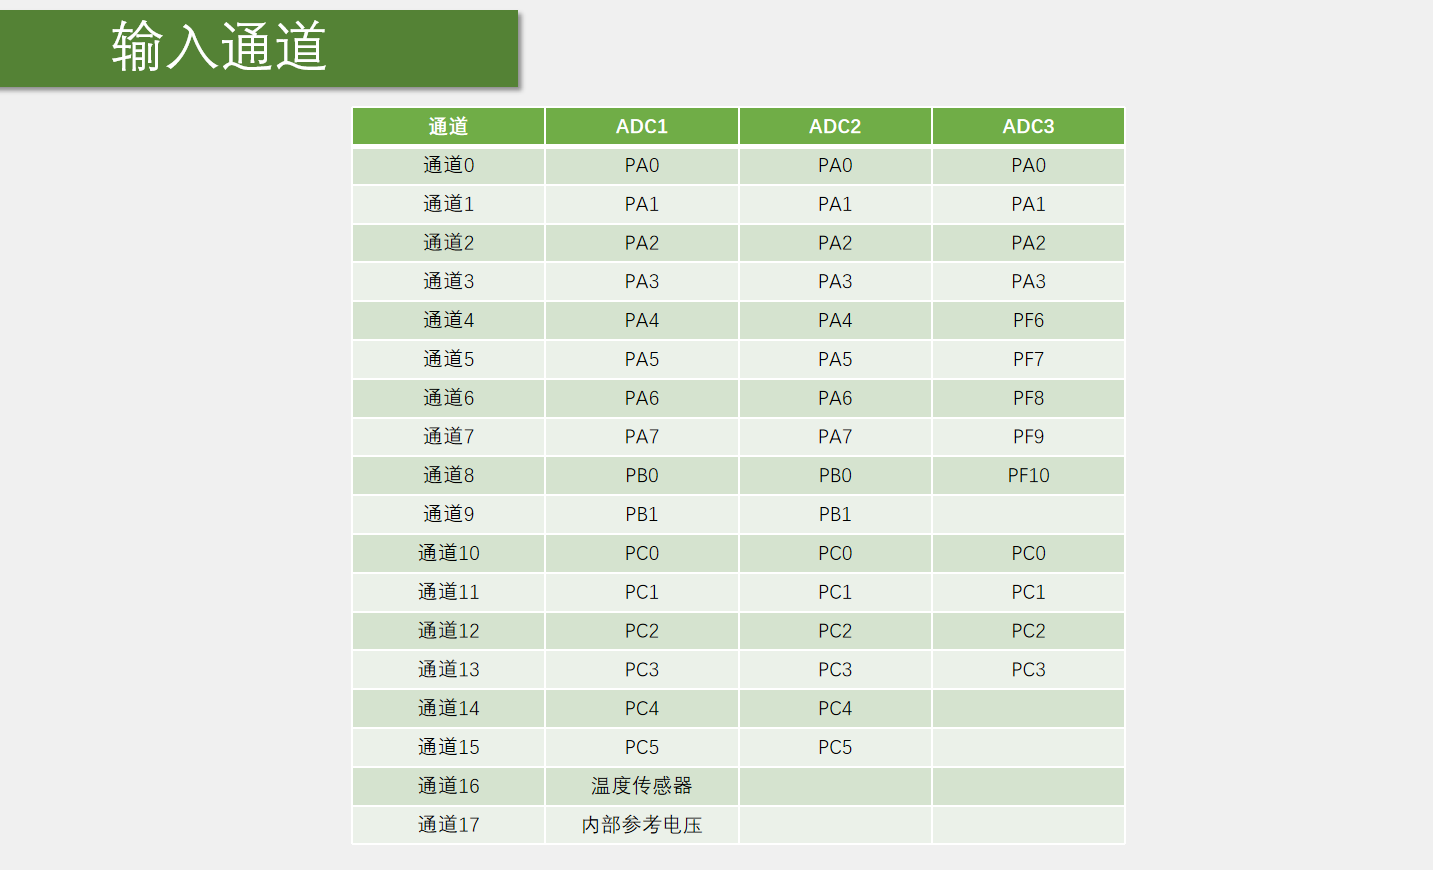 输入通道
通道 ADC1 ADC2 ADC3
通道0 PA0 PA0 PA0
通道1 PA1 PA1 PA1
通道2 PA2 PA2 PA2
通道3 PA3 PA3 PA3
通道4 PA4 PA4 PF6
通道5 PA5 PA5 PF7
通道6 PA6 PA6 PF8
通道7 PA7 PA7 PF9
通道8 PB0 PB0 PF10
通道9 PB1 PB1
通道10 PC0 PC0 PC0
通道11 PC1 PC1 PC1
通道12 PC2 PC2 PC2
通道13 PC3 PC3 PC3
通道14 PC4 PC4
通道15 PC5 PC5
通道16 温度传感器
通道17 内部参考电压